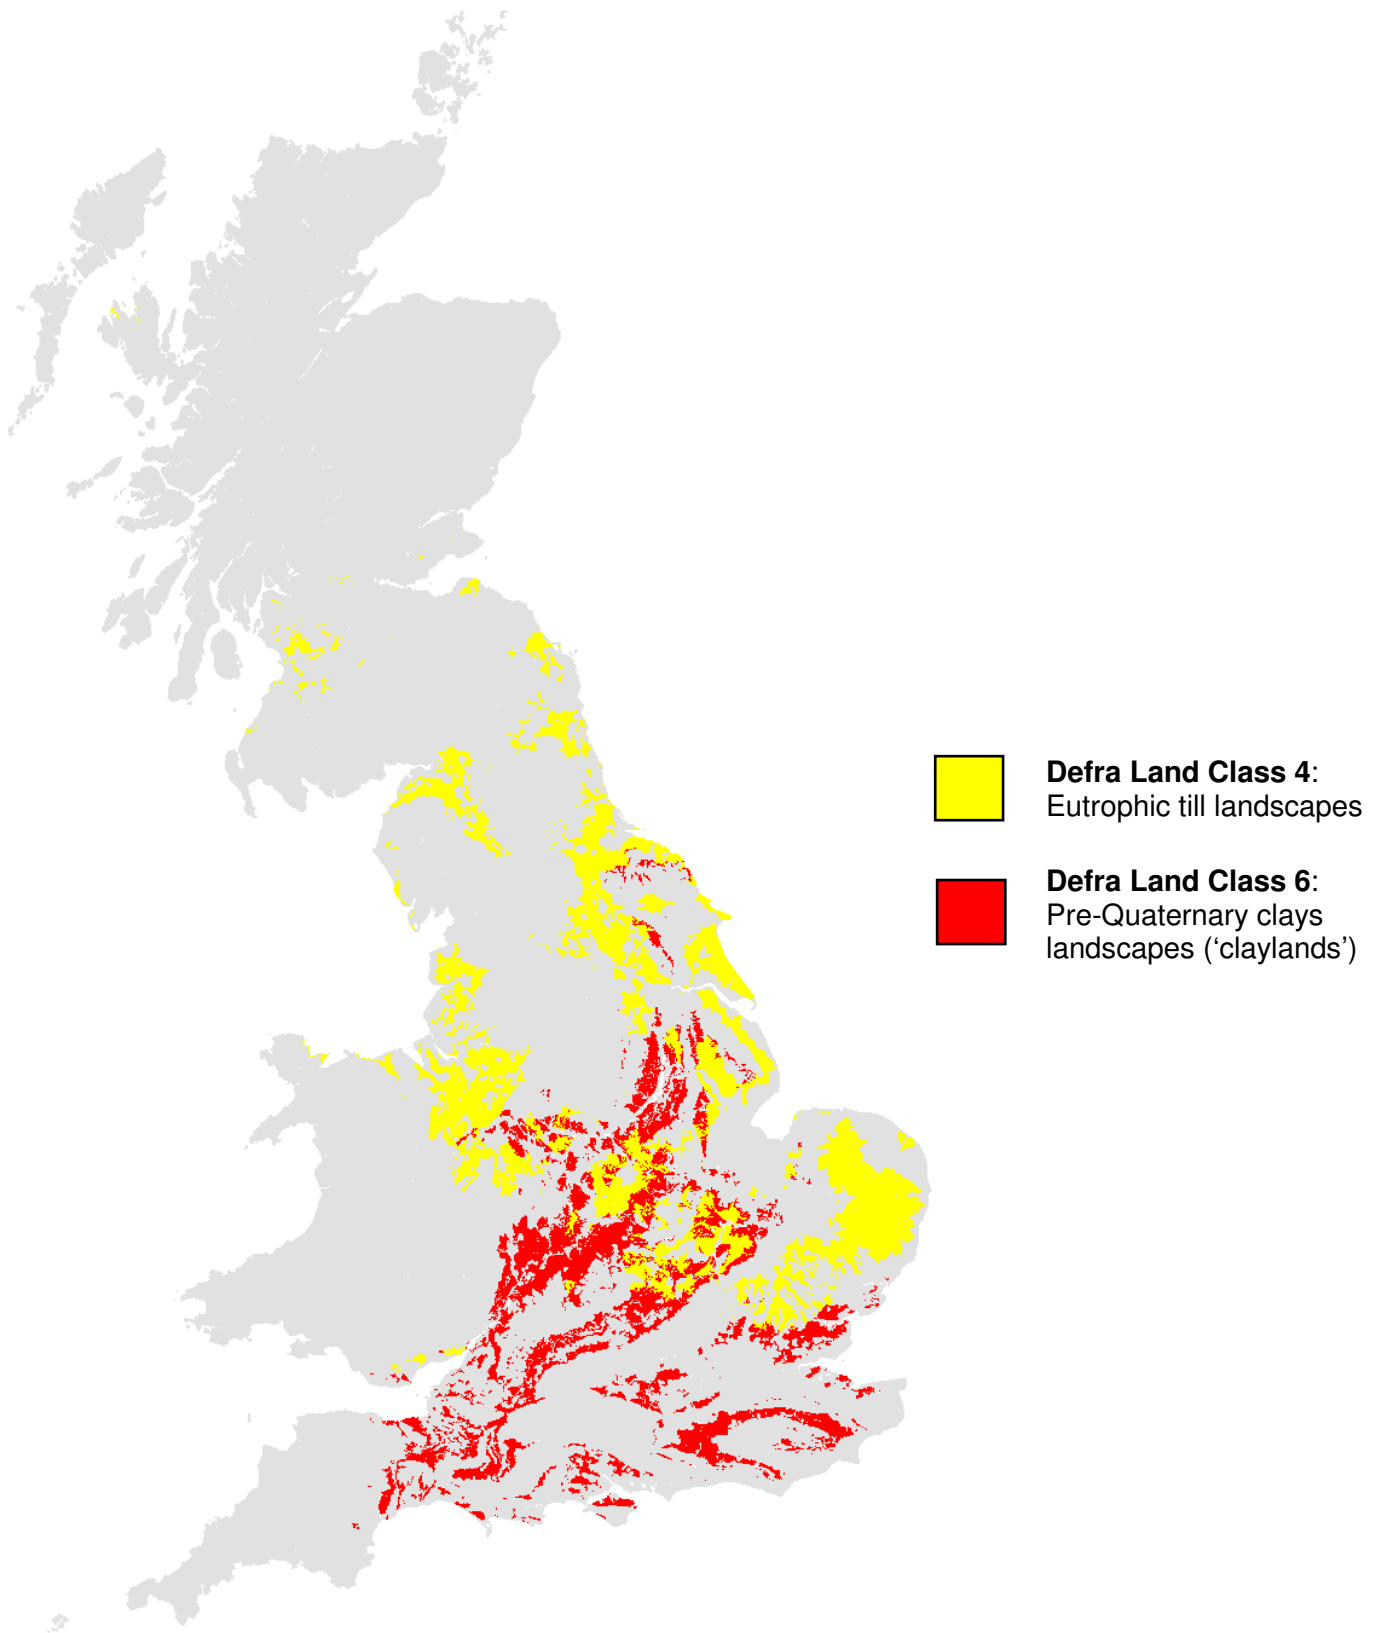 Defra Land Class 4:
Eutrophic till landscapes
Defra Land Class 6:
Pre-Quaternary clays
landscapes (‘claylands’)